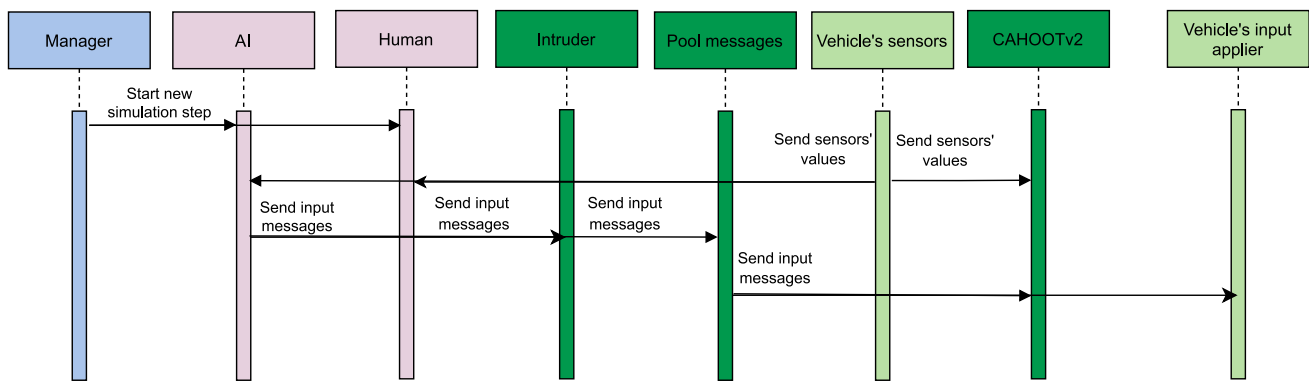 Manager
AI
Human
Intruder
Pool messages
Vehicle's sensors
CAHOOTv2
Vehicle's input
applier
Start new
simulation step
Send sensors'
values
Send sensors'
values
Send input
messages
Send input
messages
Send input
messages
Send input
messages